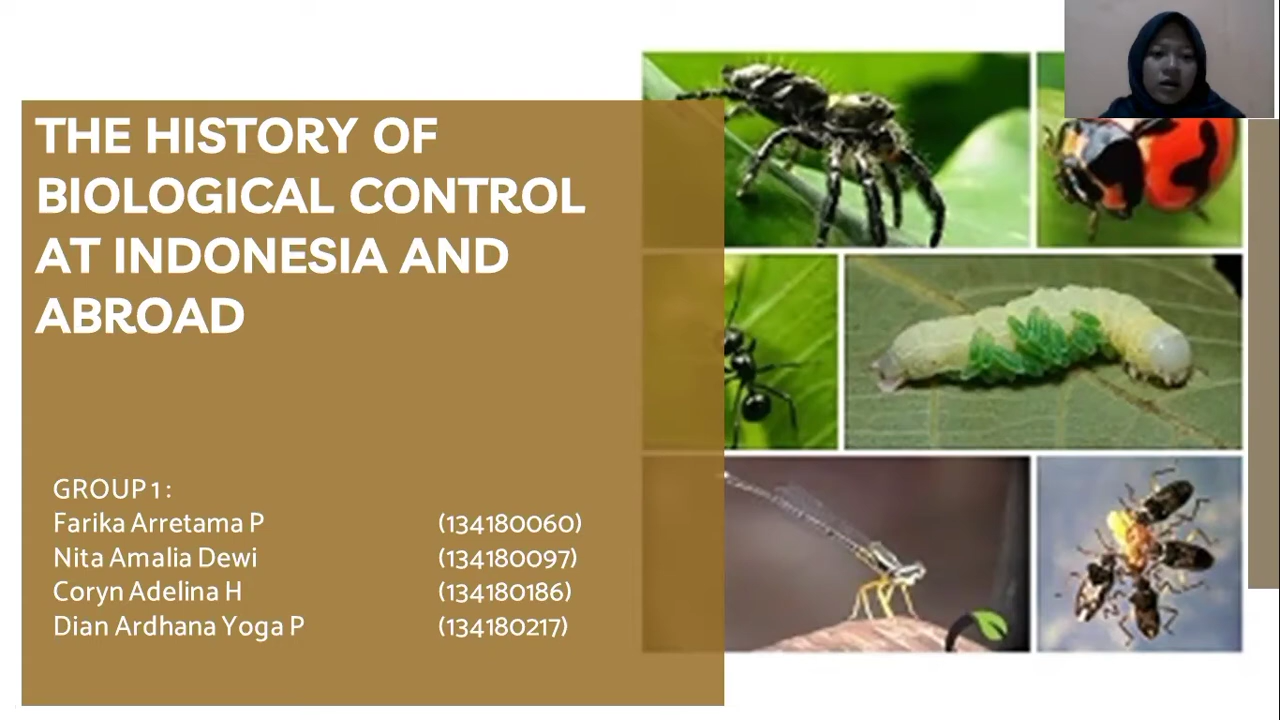 THE HISTORY OF
BIOLOGICAL CONTROL
AT INDONESIA AND
ABROAD
GROUP 1 :
Farika Arretama P (134180060)
Nita Amalia Dewi (134180097)
Coryn Adelina H (134180186)
Dian Ardhana Yoga P (134180217)